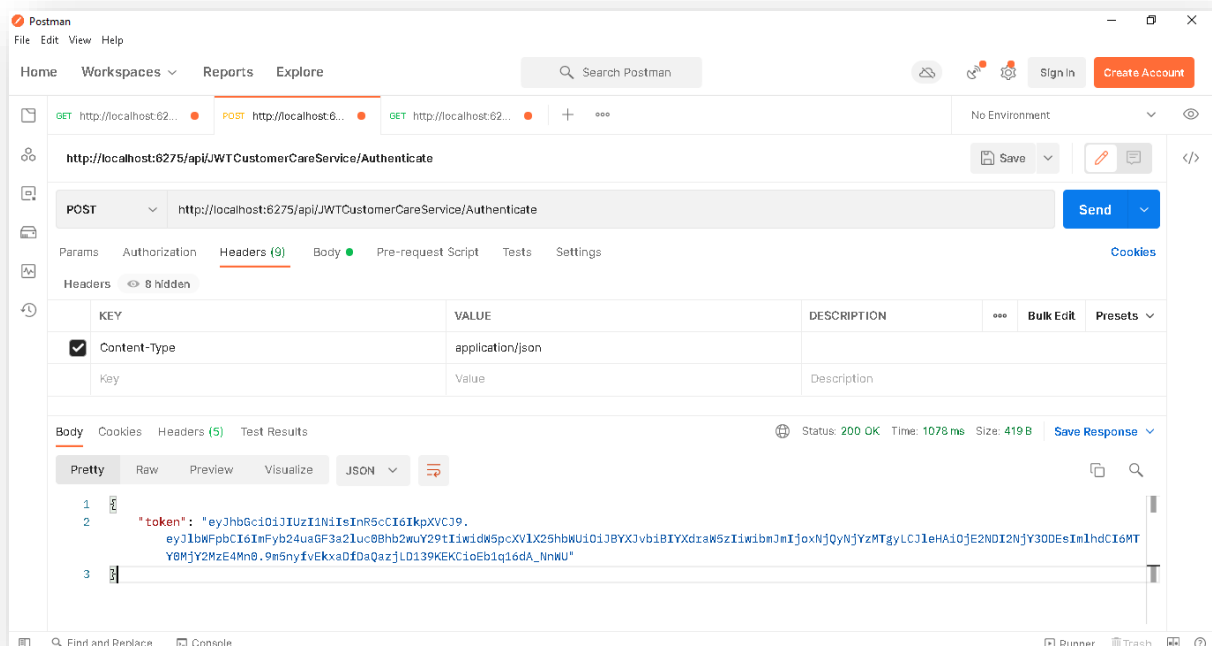 Postman
File Edit View Help
Home Workspaces Reports Explore Search Postman Sign In Create Account
GET http://localhost:62... POST http://localhost:6... GET http://localhost:62... + ooo No Environment
http://localhost:6275/api/JWTCustomerCareService/Authenticate Save </>
POST http://localhost:6275/api/JWTCustomerCareService/Authenticate Send
Params Authorization Headers (9) Body Pre-request Script Tests Settings Cookies
Headers 8 hidden
KEY VALUE DESCRIPTION ooo Bulk Edit Presets
Content-Type application/json
Key Value Description
Body Cookies Headers (5) Test Results Status: 200 OK Time: 1078 ms Size: 419 B Save Response
Pretty Raw Preview Visualize JSON
1 {
2 "token": "eyJhbGciOiJIUzI1NiIsInR5cCI6IkpXVCJ9.
3 }
Find and Replace Console Runner Trash